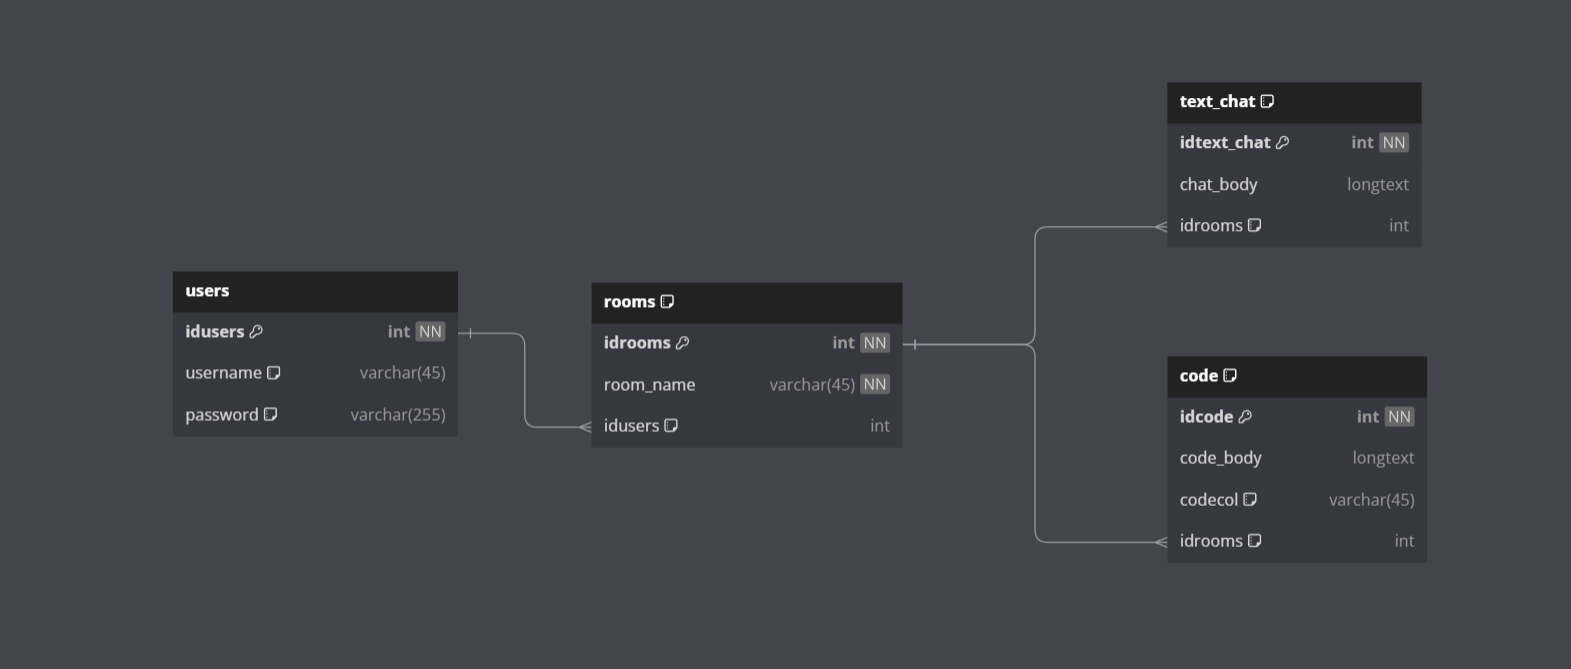 users
idusers int NN
username varchar(45)
password varchar(255)
rooms
idrooms int NN
room_name varchar(45) NN
idusers int
text_chat
idtext_chat int NN
chat_body longtext
idrooms int
code
idcode int NN
code_body longtext
codecol varchar(45)
idrooms int